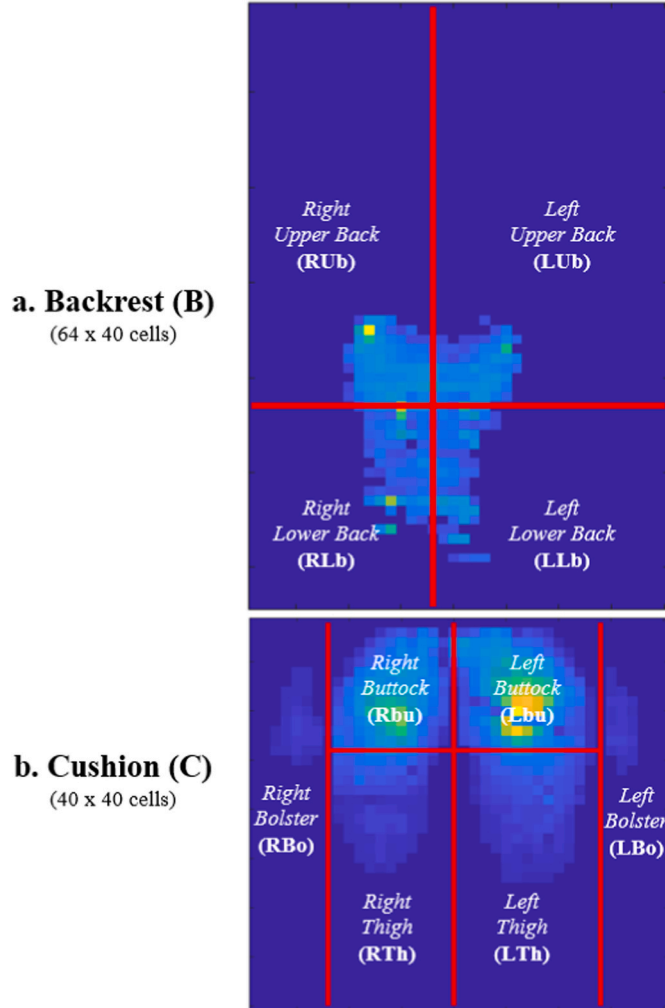 a. Backrest (B)
(64 x 40 cells)
Right
Upper Back
(RUb)
Left
Upper Back
(LUb)
Right
Lower Back
(RLb)
Left
Lower Back
(LLb)
b. Cushion (C)
(40 x 40 cells)
Right
Buttock
(Rbu)
Left
Buttock
(Lbu)
Right
Bolster
(RBo)
Left
Bolster
(LBo)
Right
Thigh
(RTh)
Left
Thigh
(LTh)